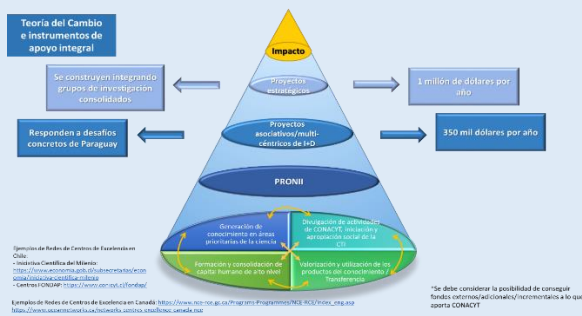 Teoría del Cambio
e instrumentos de
apoyo integral
Impacto
Se construyen integrando
grupos de investigación
consolidados
Proyectos
estratégicos
1 millón de dólares por
año
Responden a desafíos
concretos de Paraguay
Proyectos
asociativos/multi-
céntricos de I+D
350 mil dólares por año
PRONII
Generación de
conocimiento en áreas
prioritarias de la ciencia
Divulgación de actividades
de CONACYT, iniciación y
apropiación social de la
CTI
Formación y consolidación de
capital humano de alto nivel
Valorización y utilización de los
productos del conocimiento /
Transferencia
Ejemplos de Redes de Centros de Excelencia en
Chile:
- Iniciativa Científica del Milenio:
- Centros FONDAP:
Ejemplos de Redes de Centros de Excelencia en Canadá:
*Se debe considerar la posibilidad de conseguir
fondos externos/adicionales/incrementales a lo que
aporta CONACYT